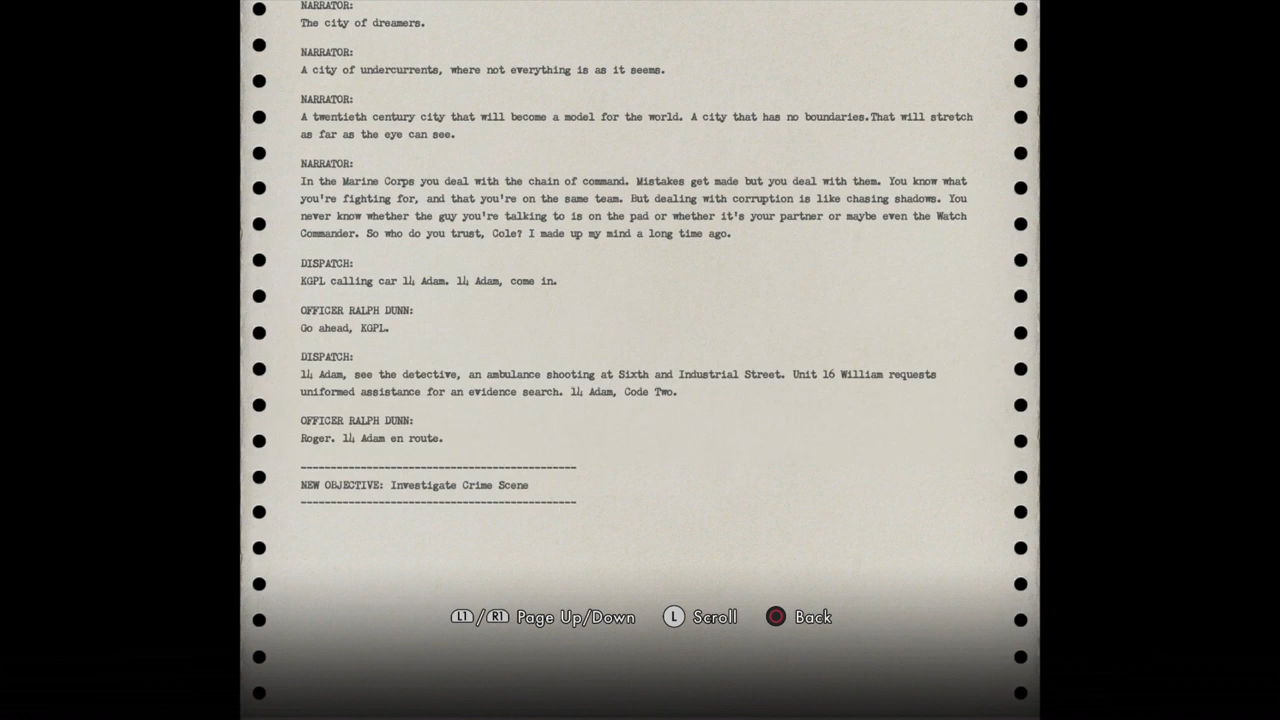 NARRATOR:
The city of dreamers.
NARRATOR:
A city of undercurrents, where not everything is as it seems.
NARRATOR:
A twentieth century city that will become a model for the world. A city that has no boundaries.That will stretch
as far as the eye can see.
NARRATOR:
In the Marine Corps you deal with the chain of command. Mistakes get made but you deal with them. You know what
you're fighting for, and that you're on the same team. But dealing with corruption is like chasing shadows. You
never know whether the guy you're talking to is on the pad or whether it's your partner or maybe even the Watch
Commander. So who do you trust, Cole? I made up my mind a long time ago.
DISPATCH:
KGPL calling car 14 Adam. 14 Adam, come in.
OFFICER RALPH DUNN:
Go ahead, KGPL.
DISPATCH:
14 Adam, see the detective, an ambulance shooting at Sixth and Industrial Street. Unit 16 William requests
uniformed assistance for an evidence search. 14 Adam, Code Two.
OFFICER RALPH DUNN:
Roger. 14 Adam en route.
----------------------------------------------
NEW OBJECTIVE: Investigate Crime Scene
----------------------------------------------
L1/R1 Page Up/Down L Scroll Back